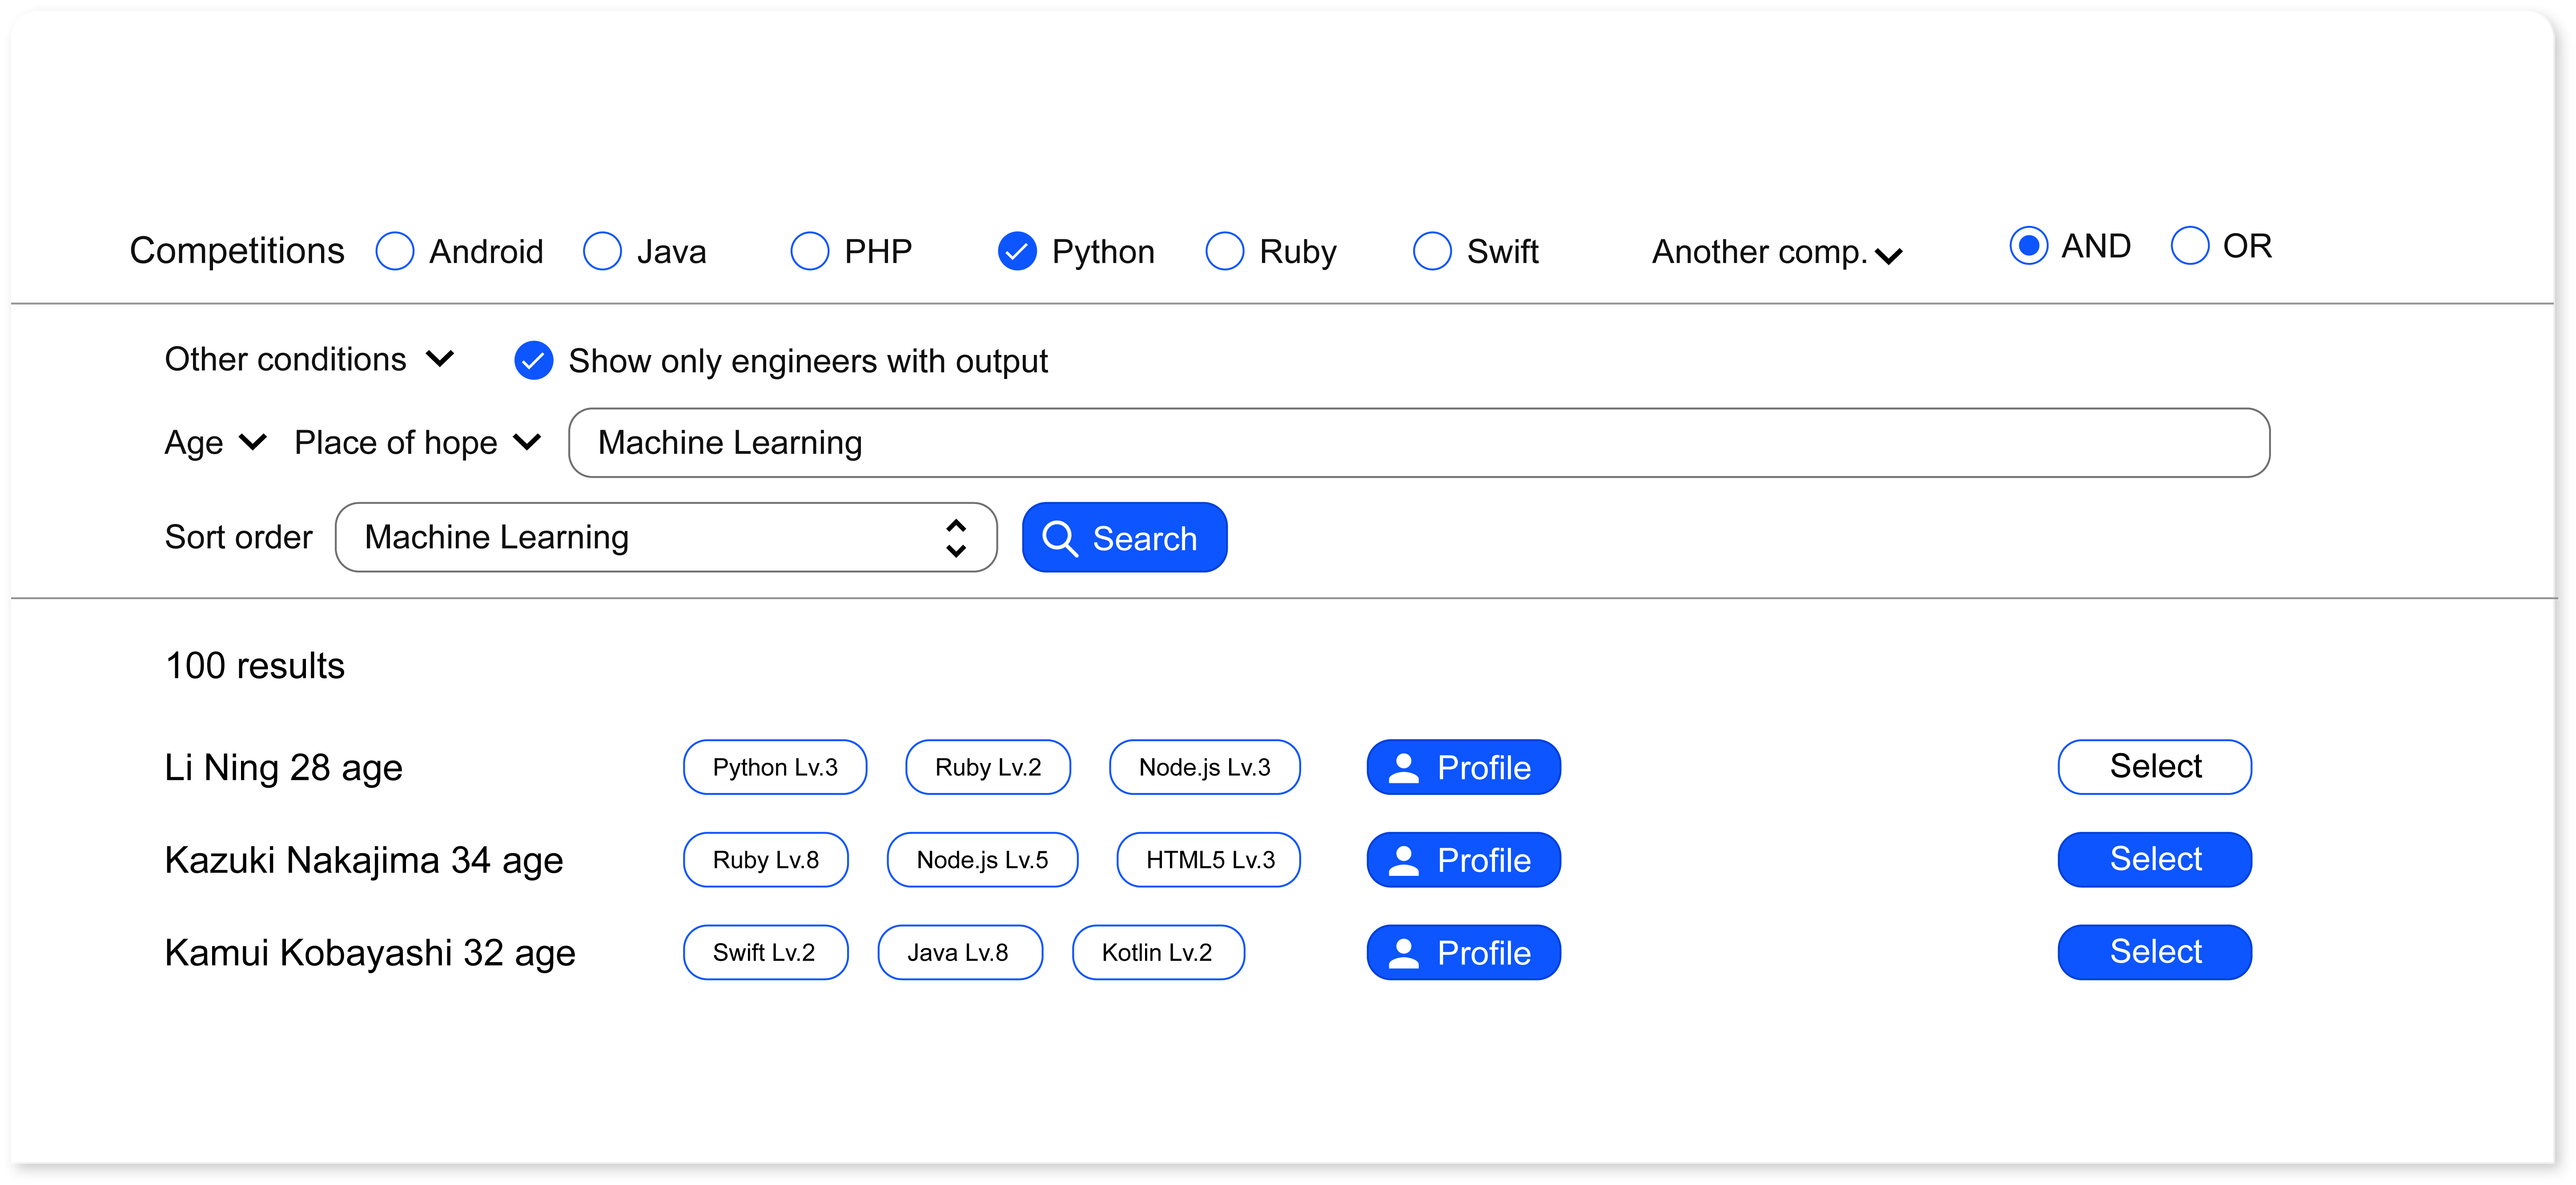 Competitions Android Java PHP Python Ruby Swift Another comp. AND OR
Other conditions Show only engineers with output
Age Place of hope Machine Learning
Sort order Machine Learning Search
100 results
Li Ning 28 age Python Lv.3 Ruby Lv.2 Node.js Lv.3 Profile Select
Kazuki Nakajima 34 age Ruby Lv.8 Node.js Lv.5 HTML5 Lv.3 Profile Select
Kamui Kobayashi 32 age Swift Lv.2 Java Lv.8 Kotlin Lv.2 Profile Select